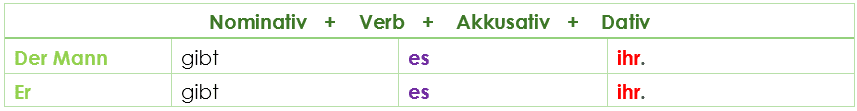 Nominativ + Verb + Akkusativ + Dativ
Der Mann gibt es ihr.
Er gibt es ihr.